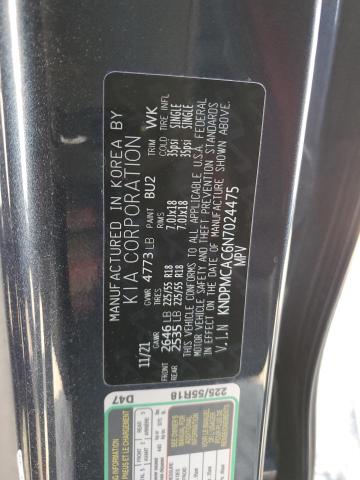 MANUFACTURED IN KOREA BY
KIA CORPORATION
11/21 GVWR 4773 LB PAINT BU2 TRIM WK
GAWR RIMS COLD TIRE INFL
FRONT 2646 LB 225/55 R18 7.0JX18 35psi SINGLE
REAR 2535 LB 225/55 R18 7.0JX18 35psi SINGLE
THIS VEHICLE CONFORMS TO ALL APPLICABLE U.S.A. FEDERAL
MOTOR VEHICLE SAFETY AND THEFT PREVENTION STANDARDS
IN EFFECT ON THE DATE OF MANUFACTURE SHOWN ABOVE.
V.I.N KNDPMCAC6N7024475
MPV
D47
225/55R18